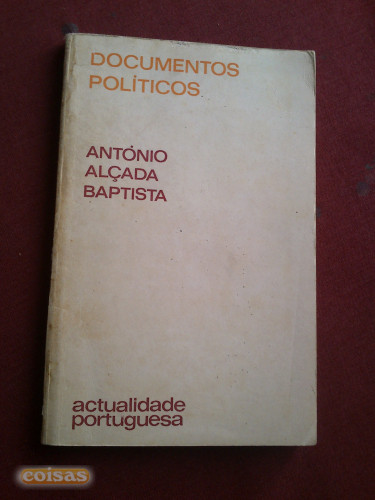 DOCUMENTOS
POLÍTICOS
ANTÓNIO
ALÇADA
BAPTISTA
actualidade
portuguesa
coisas